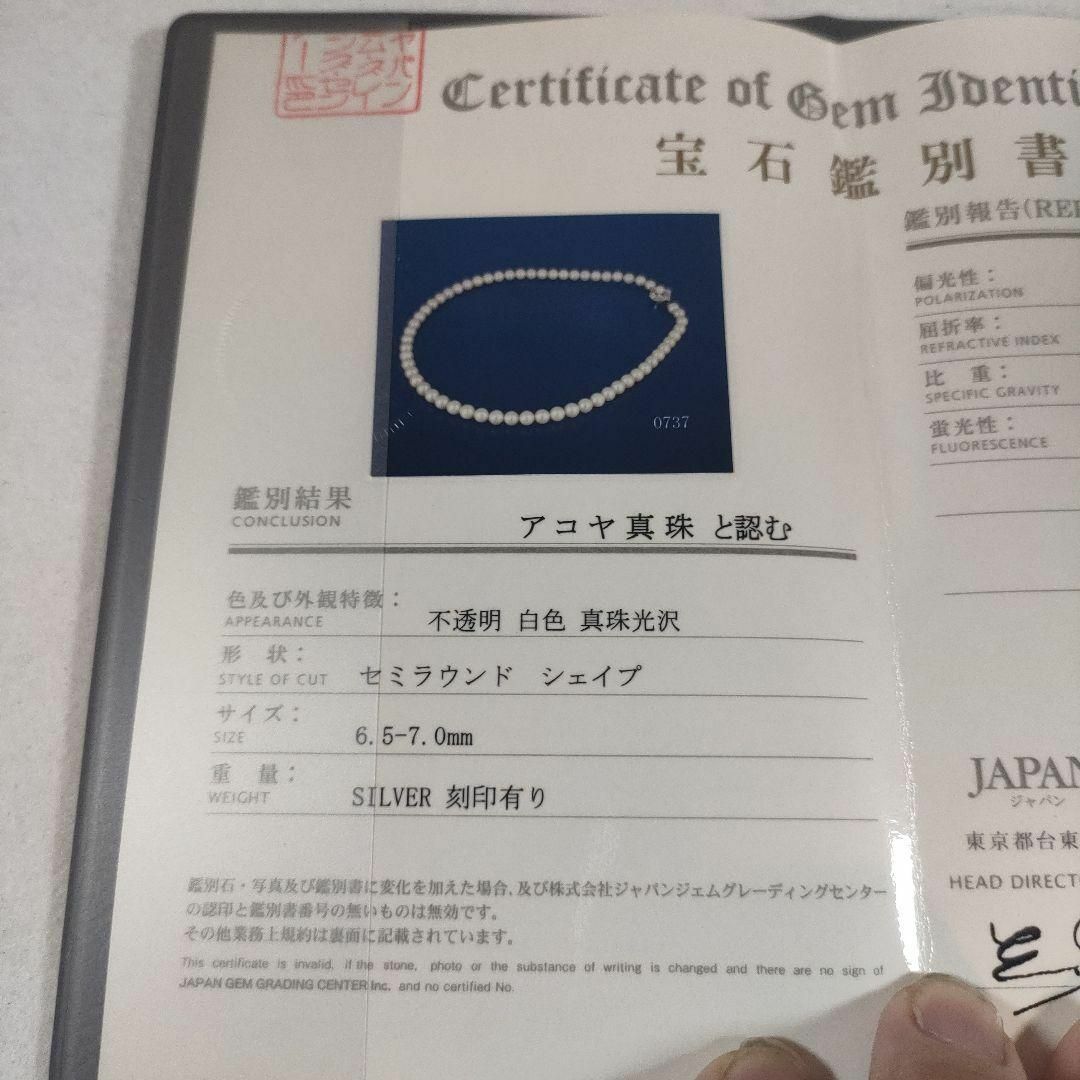 Certificate of Gem Identi
宝石鑑別書
0737
鑑別結果
CONCLUSION
アコヤ真珠 と認む
色及び外観特徴：
APPEARANCE
不透明 白色 真珠光沢
形 状：
STYLE OF CUT
セミラウンド シェイプ
サイズ：
SIZE
6.5-7.0mm
重 量：
WEIGHT
SILVER 刻印有り
鑑別石・写真及び鑑別書に変化を加えた場合、及び株式会社ジャパンジェムグレーディングセンター
の認印と鑑別書番号の無いものは無効です。
その他業務上規約は裏面に記載されています。
This certificate is invalid, if the stone, photo or the substance of writing is changed and there are no sign of
JAPAN GEM GRADING CENTER Inc. and no certified No.
鑑別報告(REP
偏光性：
POLARIZATION
屈折率：
REFRACTIVE INDEX
比 重：
SPECIFIC GRAVITY
蛍光性：
FLUORESCENCE
JAPAN
ジャパン
東京都台東
HEAD DIRECT